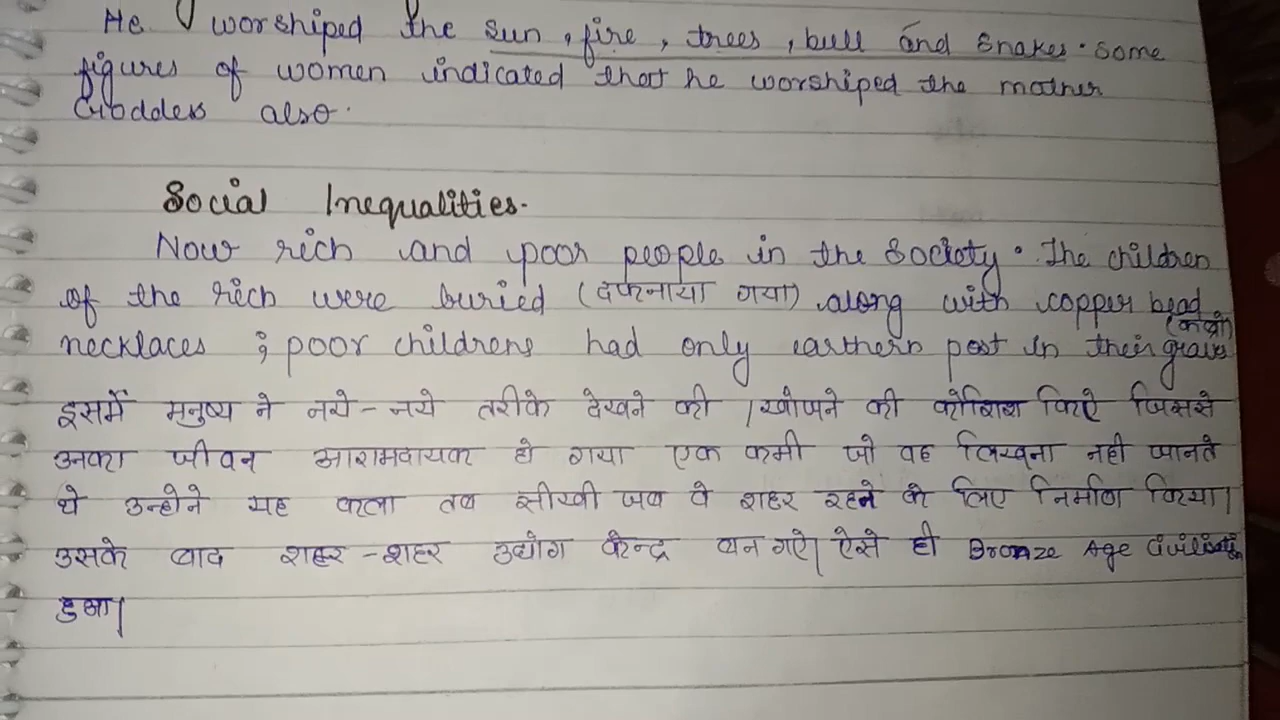 He worshiped the sun, fire, trees, bull and snakes. some
figures of women indicated that he worshiped the mother
Goddess also.
Social Inequalities.
Now rich and poor people in the Society. The children
of the rich were buried (दफनाया गया) along with copper bead
necklaces ; poor childrens had only earthern post in their graves
(कब्रो)
इसमें मनुष्य ने नये-नये तरीके देखने की / खोजने की कोशिश किऐ जिससे
उनका जीवन आरामदायक हो गया एक कमी जो वह लिखना नही जानते
थे उन्होने यह कला तब सीखी जब वे शहर रहने के लिए निर्माण किया।
उसके बाद शहर-शहर उद्योग केन्द्र बन गऐ। ऐसे ही Bronze Age Civilization
हुआ।